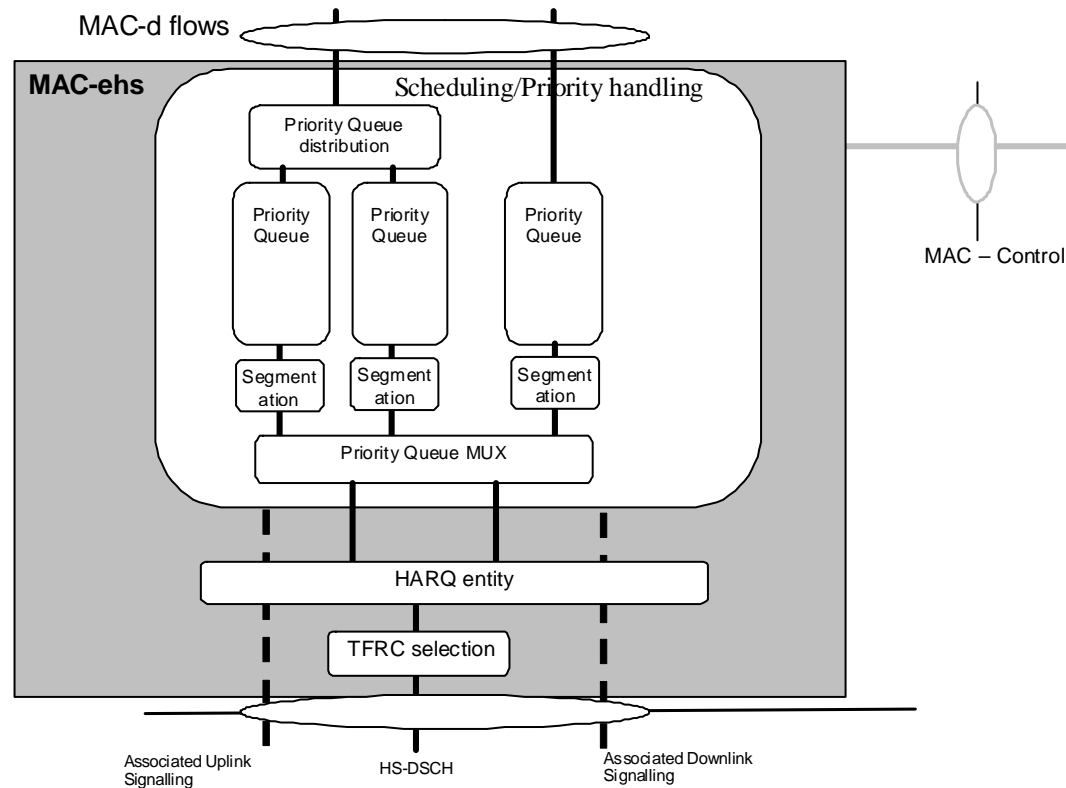 MAC-d flows
MAC-ehs
Scheduling/Priority handling
Priority Queue
distribution
Priority
Queue
Priority
Queue
Priority
Queue
MAC – Control
Segment
ation
Segment
ation
Segment
ation
Priority Queue MUX
HARQ entity
TFRC selection
Associated Uplink
Signalling
HS-DSCH
Associated Downlink
Signalling